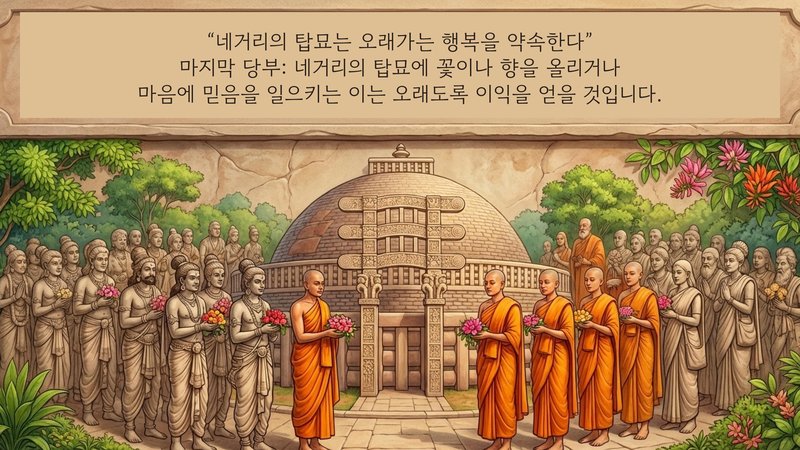 “네거리의 탑묘는 오래가는 행복을 약속한다”
마지막 당부: 네거리의 탑묘에 꽃이나 향을 올리거나
마음에 믿음을 일으키는 이는 오래도록 이익을 얻을 것입니다.